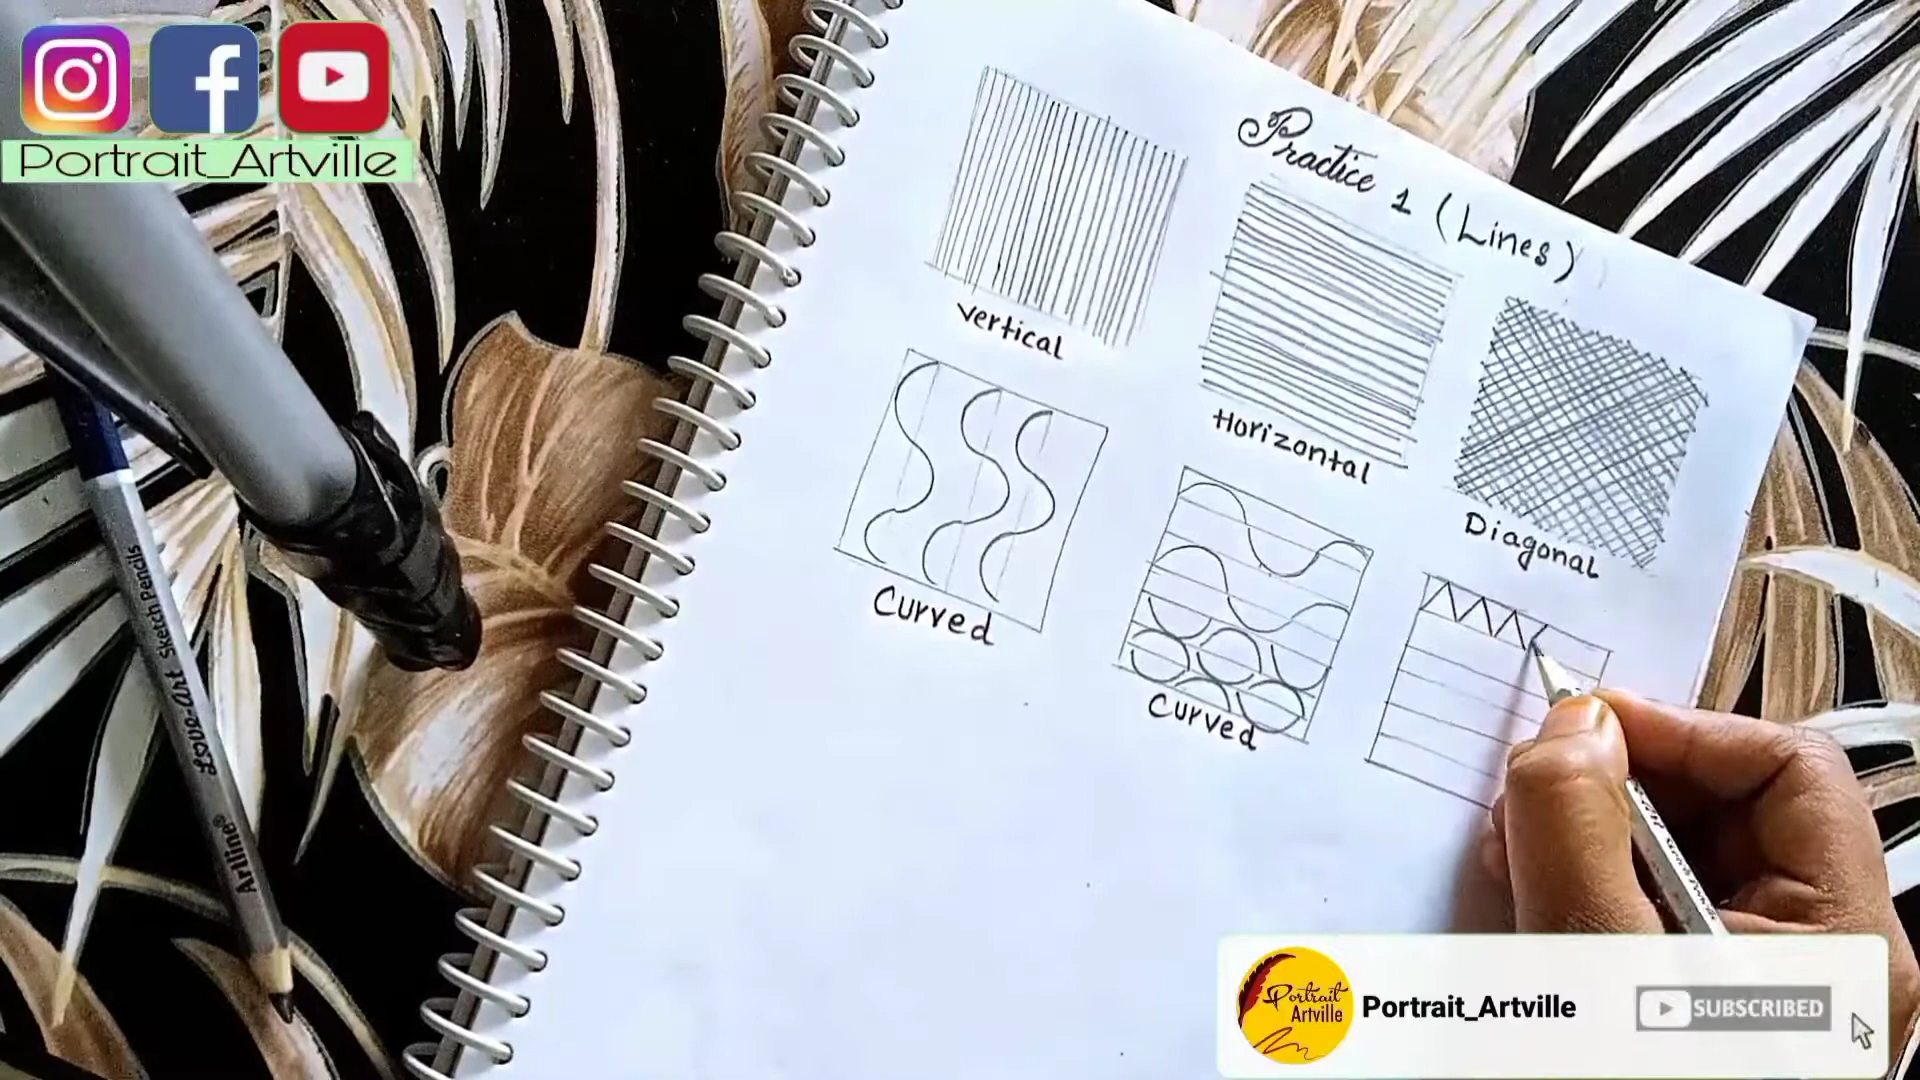 Portrait_Artville
Practice 1 (Lines)
vertical
Horizontal
Diagonal
Curved
Curved
Love-Art Sketch Pencils
Artline®
Portrait
Artville
Portrait_Artville
SUBSCRIBED